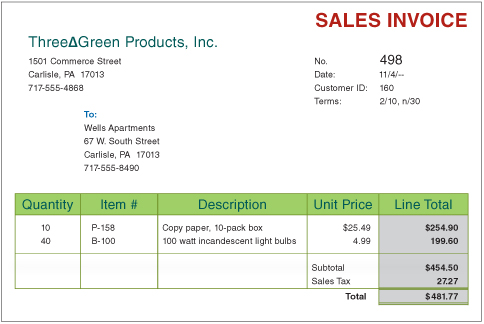 SALES INVOICE
ThreeΔGreen Products, Inc.
1501 Commerce Street
Carlisle, PA 17013
717-555-4868
No. 498
Date: 11/4/--
Customer ID: 160
Terms: 2/10, n/30
To:
Wells Apartments
67 W. South Street
Carlisle, PA 17013
717-555-8490
Quantity Item # Description Unit Price Line Total
10 P-158 Copy paper, 10-pack box $25.49 $254.90
40 B-100 100 watt incandescent light bulbs 4.99 199.60
Subtotal $454.50
Sales Tax 27.27
Total $481.77